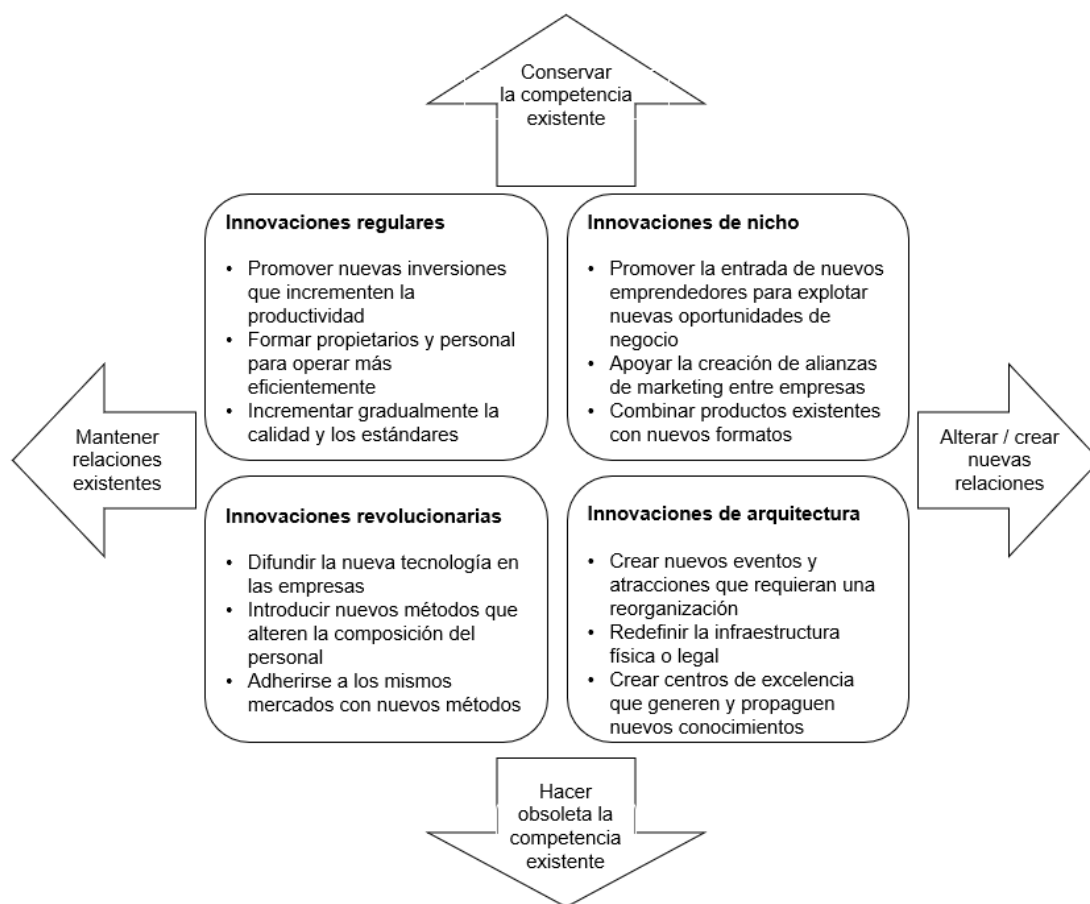 Conservar
la competencia
existente
Innovaciones regulares
• Promover nuevas inversiones
que incrementen la
productividad
• Formar propietarios y personal
para operar más
eficientemente
• Incrementar gradualmente la
calidad y los estándares
Innovaciones de nicho
• Promover la entrada de nuevos
emprendedores para explotar
nuevas oportunidades de
negocio
• Apoyar la creación de alianzas
de marketing entre empresas
• Combinar productos existentes
con nuevos formatos
Mantener
relaciones
existentes
Alterar / crear
nuevas
relaciones
Innovaciones revolucionarias
• Difundir la nueva tecnología en
las empresas
• Introducir nuevos métodos que
alteren la composición del
personal
• Adherirse a los mismos
mercados con nuevos métodos
Innovaciones de arquitectura
• Crear nuevos eventos y
atracciones que requieran una
reorganización
• Redefinir la infraestructura
física o legal
• Crear centros de excelencia
que generen y propaguen
nuevos conocimientos
Hacer
obsoleta la
competencia
existente